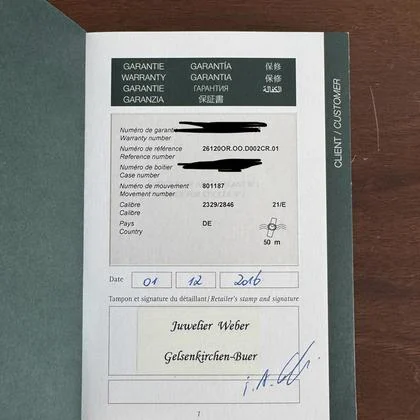 GARANTIE GARANTÍA 保修
WARRANTY GARANTIA 保修
GARANTIE ГАРАНТИЯ الكفالة
GARANZIA 保証書
CLIENT / CUSTOMER
Numéro de garantie
Warranty number
Numéro de référence 26120OR.OO.D002CR.01
Reference number
Numéro de boitier
Case number
Numéro de mouvement 801187
Movement number
Calibre 2329/2846 21/E
Calibre
Pays DE
Country
50 m
Date 01 12 2016
Tampon et signature du détaillant / Retailer's stamp and signature
Juwelier Weber
Gelsenkirchen-Buer
1